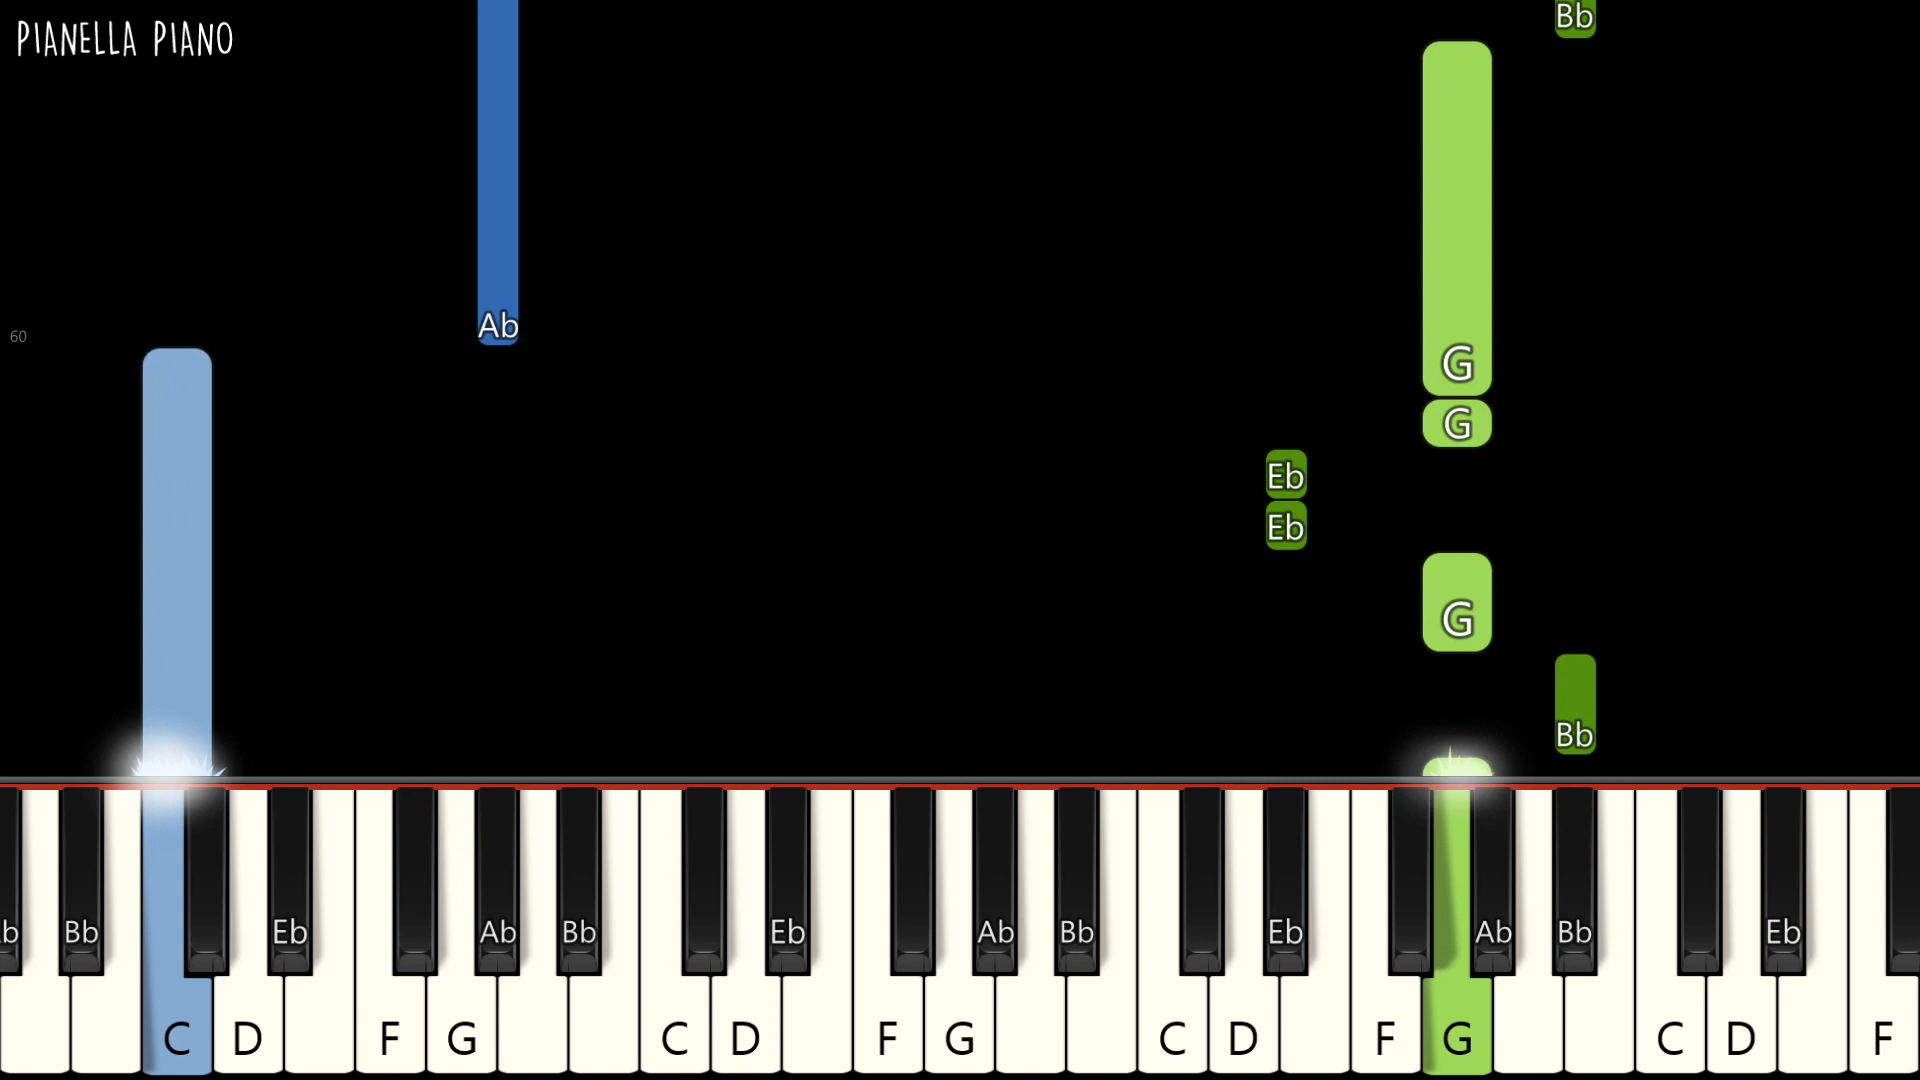 Bb
PIANELLA PIANO
Ab
60
G
G
Eb
Eb
G
Bb
b Bb Eb Ab Bb Eb Ab Bb Eb Ab Bb Eb
C D F G C D F G C D F G C D F